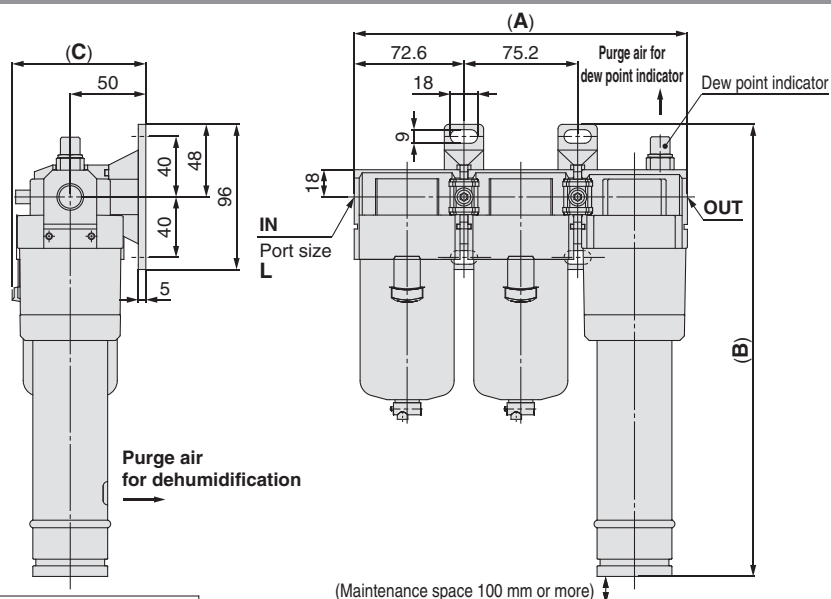 (A)
(C)
72.6
75.2
Purge air for
dew point indicator
50
18
Dew point indicator
9
40
48
96
18
40
IN
Port size
L
OUT
5
(B)
Purge air
for dehumidification
(Maintenance space 100 mm or more)